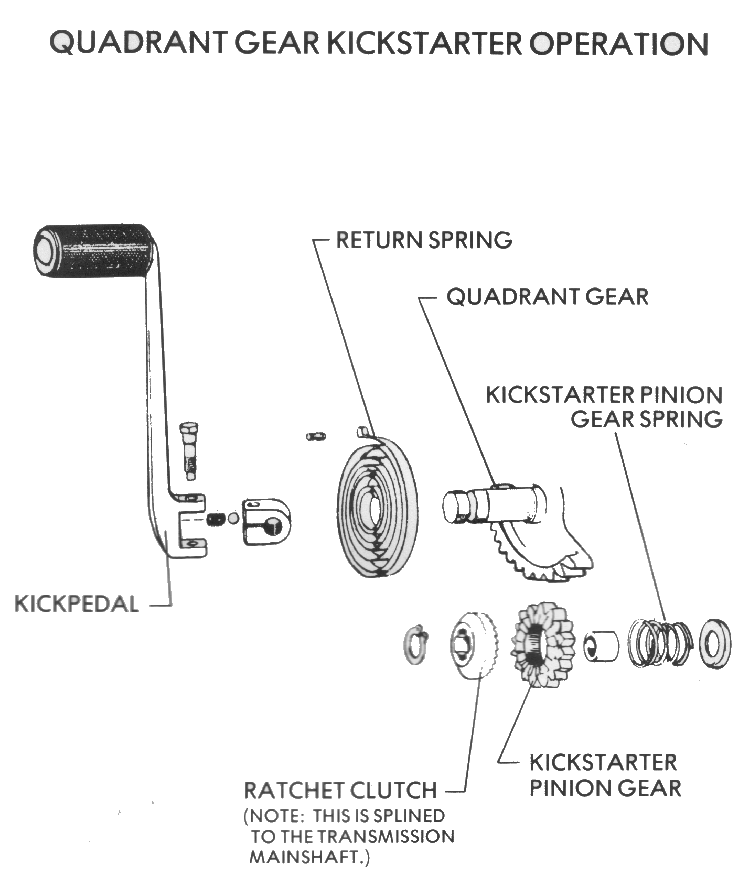 QUADRANT GEAR KICKSTARTER OPERATION
RETURN SPRING
QUADRANT GEAR
KICKSTARTER PINION
GEAR SPRING
KICKPEDAL
KICKSTARTER
PINION GEAR
RATCHET CLUTCH
(NOTE: THIS IS SPLINED
TO THE TRANSMISSION
MAINSHAFT.)